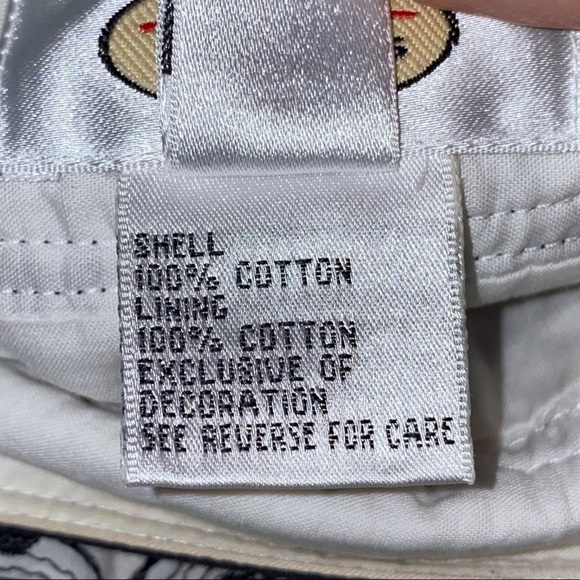 SHELL
100% COTTON
LINING
100% COTTON
EXCLUSIVE OF
DECORATION
SEE REVERSE FOR CARE